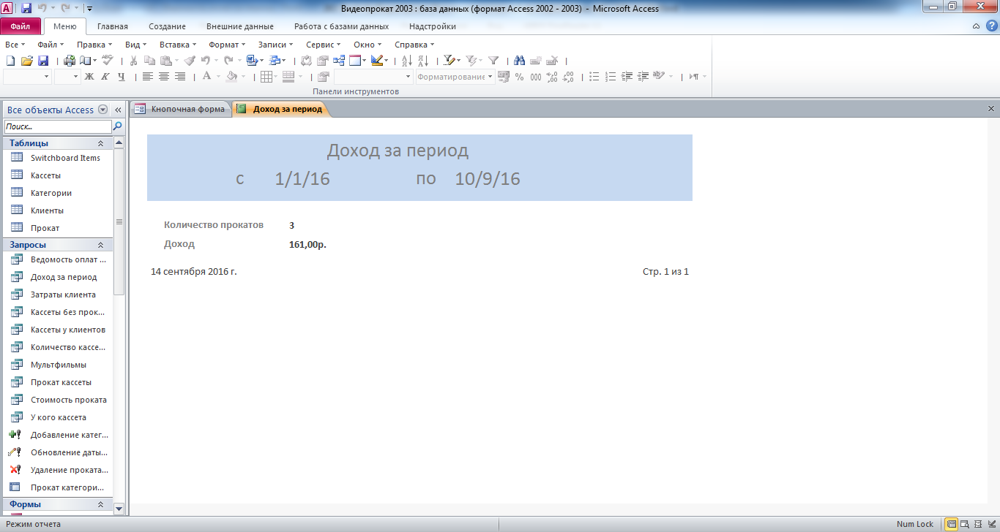 Видеопрокат 2003 : база данных (формат Access 2002 - 2003) - Microsoft Access
Файл Меню Главная Создание Внешние данные Работа с базами данных Надстройки
Все Файл Правка Вид Вставка Формат Записи Сервис Окно Справка
Ж К Ч Форматирование % 000
Панели инструментов
Все объекты Access
Поиск...
Таблицы
Switchboard Items
Кассеты
Категории
Клиенты
Прокат
Запросы
Ведомость оплат ...
Доход за период
Затраты клиента
Кассеты без прок...
Кассеты у клиентов
Количество кассе...
Мультфильмы
Прокат кассеты
Стоимость проката
У кого кассета
Добавление катег...
Обновление даты...
Удаление проката...
Прокат категори...
Формы
Кнопочная форма Доход за период
Доход за период
с 1/1/16 по 10/9/16
Количество прокатов 3
Доход 161,00р.
14 сентября 2016 г. Стр. 1 из 1
Режим отчета Num Lock